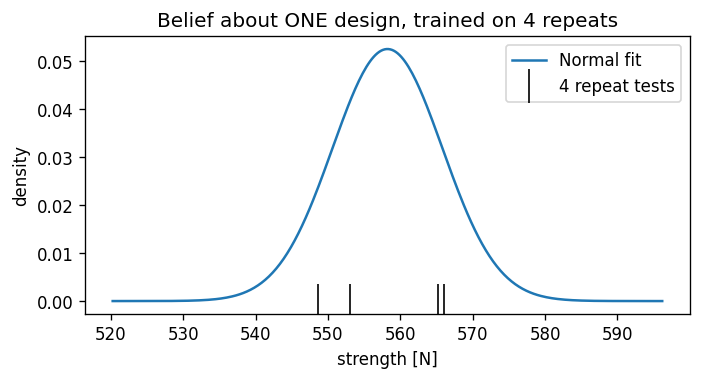 Belief about ONE design, trained on 4 repeats
Normal fit
4 repeat tests
density
0.05
0.04
0.03
0.02
0.01
0.00
520 530 540 550 560 570 580 590
strength [N]